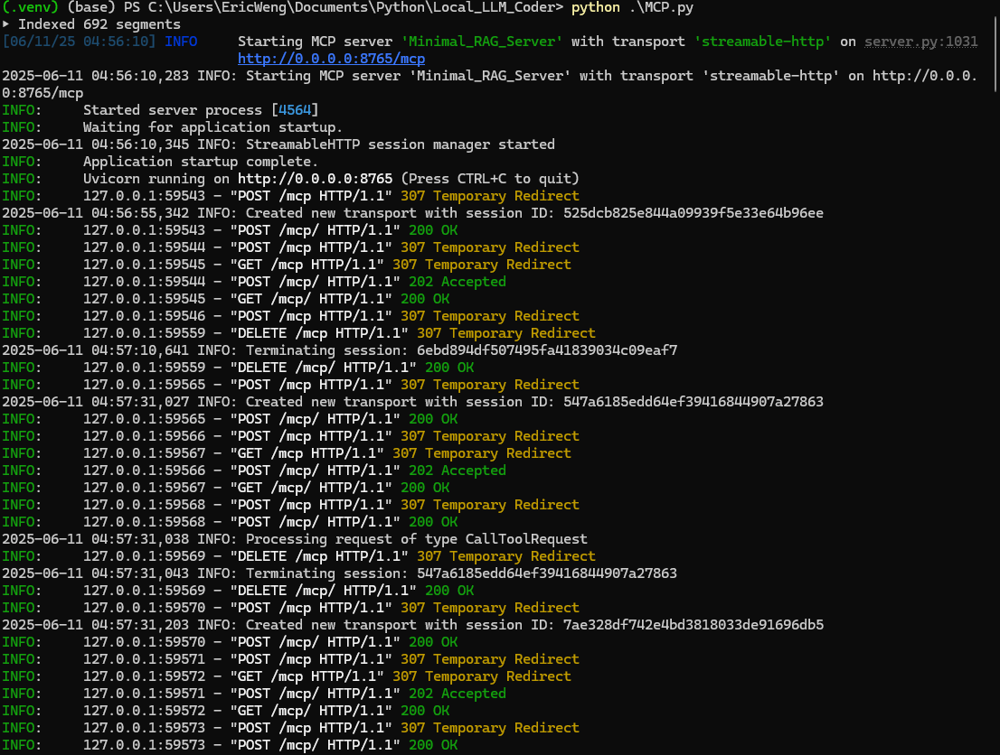 (.venv) (base) PS C:\Users\EricWeng\Documents\Python\Local_LLM_Coder> python .\MCP.py
▸ Indexed 692 segments
[06/11/25 04:56:10] INFO     Starting MCP server 'Minimal_RAG_Server' with transport 'streamable-http' on server.py:1031
http://0.0.0.0:8765/mcp
2025-06-11 04:56:10,283 INFO: Starting MCP server 'Minimal_RAG_Server' with transport 'streamable-http' on http://0.0.0.
0:8765/mcp
INFO:     Started server process [4564]
INFO:     Waiting for application startup.
2025-06-11 04:56:10,345 INFO: StreamableHTTP session manager started
INFO:     Application startup complete.
INFO:     Uvicorn running on http://0.0.0.0:8765 (Press CTRL+C to quit)
INFO:     127.0.0.1:59543 - "POST /mcp HTTP/1.1" 307 Temporary Redirect
2025-06-11 04:56:55,342 INFO: Created new transport with session ID: 525dcb825e844a09939f5e33e64b96ee
INFO:     127.0.0.1:59543 - "POST /mcp/ HTTP/1.1" 200 OK
INFO:     127.0.0.1:59544 - "POST /mcp HTTP/1.1" 307 Temporary Redirect
INFO:     127.0.0.1:59545 - "GET /mcp HTTP/1.1" 307 Temporary Redirect
INFO:     127.0.0.1:59544 - "POST /mcp/ HTTP/1.1" 202 Accepted
INFO:     127.0.0.1:59545 - "GET /mcp/ HTTP/1.1" 200 OK
INFO:     127.0.0.1:59546 - "POST /mcp HTTP/1.1" 307 Temporary Redirect
INFO:     127.0.0.1:59559 - "DELETE /mcp HTTP/1.1" 307 Temporary Redirect
2025-06-11 04:57:10,641 INFO: Terminating session: 6ebd894df507495fa41839034c09eaf7
INFO:     127.0.0.1:59559 - "DELETE /mcp/ HTTP/1.1" 200 OK
INFO:     127.0.0.1:59565 - "POST /mcp HTTP/1.1" 307 Temporary Redirect
2025-06-11 04:57:31,027 INFO: Created new transport with session ID: 547a6185edd64ef39416844907a27863
INFO:     127.0.0.1:59565 - "POST /mcp/ HTTP/1.1" 200 OK
INFO:     127.0.0.1:59566 - "POST /mcp HTTP/1.1" 307 Temporary Redirect
INFO:     127.0.0.1:59567 - "GET /mcp HTTP/1.1" 307 Temporary Redirect
INFO:     127.0.0.1:59566 - "POST /mcp/ HTTP/1.1" 202 Accepted
INFO:     127.0.0.1:59567 - "GET /mcp/ HTTP/1.1" 200 OK
INFO:     127.0.0.1:59568 - "POST /mcp HTTP/1.1" 307 Temporary Redirect
INFO:     127.0.0.1:59568 - "POST /mcp/ HTTP/1.1" 200 OK
2025-06-11 04:57:31,038 INFO: Processing request of type CallToolRequest
INFO:     127.0.0.1:59569 - "DELETE /mcp HTTP/1.1" 307 Temporary Redirect
2025-06-11 04:57:31,043 INFO: Terminating session: 547a6185edd64ef39416844907a27863
INFO:     127.0.0.1:59569 - "DELETE /mcp/ HTTP/1.1" 200 OK
INFO:     127.0.0.1:59570 - "POST /mcp HTTP/1.1" 307 Temporary Redirect
2025-06-11 04:57:31,203 INFO: Created new transport with session ID: 7ae328df742e4bd3818033de91696db5
INFO:     127.0.0.1:59570 - "POST /mcp/ HTTP/1.1" 200 OK
INFO:     127.0.0.1:59571 - "POST /mcp HTTP/1.1" 307 Temporary Redirect
INFO:     127.0.0.1:59572 - "GET /mcp HTTP/1.1" 307 Temporary Redirect
INFO:     127.0.0.1:59571 - "POST /mcp/ HTTP/1.1" 202 Accepted
INFO:     127.0.0.1:59572 - "GET /mcp/ HTTP/1.1" 200 OK
INFO:     127.0.0.1:59573 - "POST /mcp HTTP/1.1" 307 Temporary Redirect
INFO:     127.0.0.1:59573 - "POST /mcp/ HTTP/1.1" 200 OK